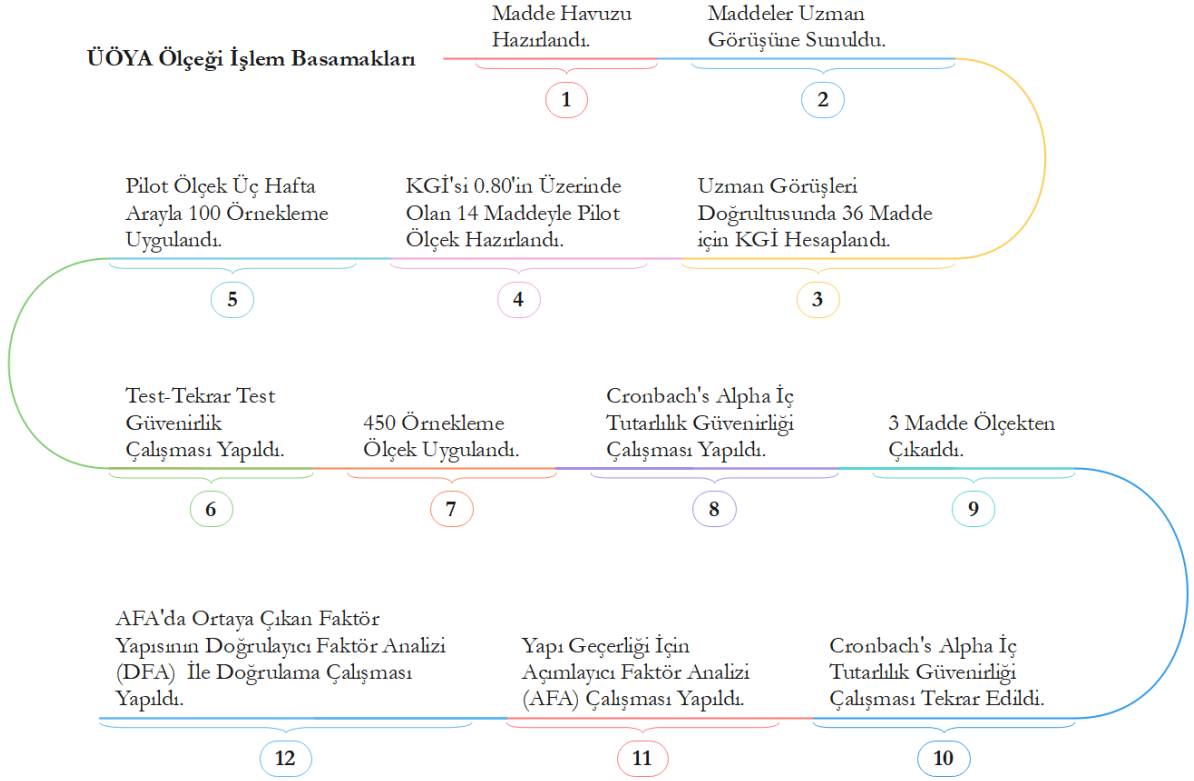 ÜÖYA Ölçeği İşlem Basamakları
Madde Havuzu
Hazırlandı.
1
Maddeler Uzman
Görüşüne Sunuldu.
2
Uzman Görüşleri
Doğrultusunda 36 Madde
için KGİ Hesaplandı.
3
KGİ'si 0.80'in Üzerinde
Olan 14 Maddeyle Pilot
Ölçek Hazırlandı.
4
Pilot Ölçek Üç Hafta
Arayla 100 Örnekleme
Uygulandı.
5
Test-Tekrar Test
Güvenirlik
Çalışması Yapıldı.
6
450 Örnekleme
Ölçek Uygulandı.
7
Cronbach's Alpha İç
Tutarlılık Güvenirliği
Çalışması Yapıldı.
8
3 Madde Ölçekten
Çıkarldı.
9
Cronbach's Alpha İç
Tutarlılık Güvenirliği
Çalışması Tekrar Edildi.
10
Yapı Geçerliği İçin
Açımlayıcı Faktör Analizi
(AFA) Çalışması Yapıldı.
11
AFA'da Ortaya Çıkan Faktör
Yapısının Doğrulayıcı Faktör Analizi
(DFA) İle Doğrulama Çalışması
Yapıldı.
12